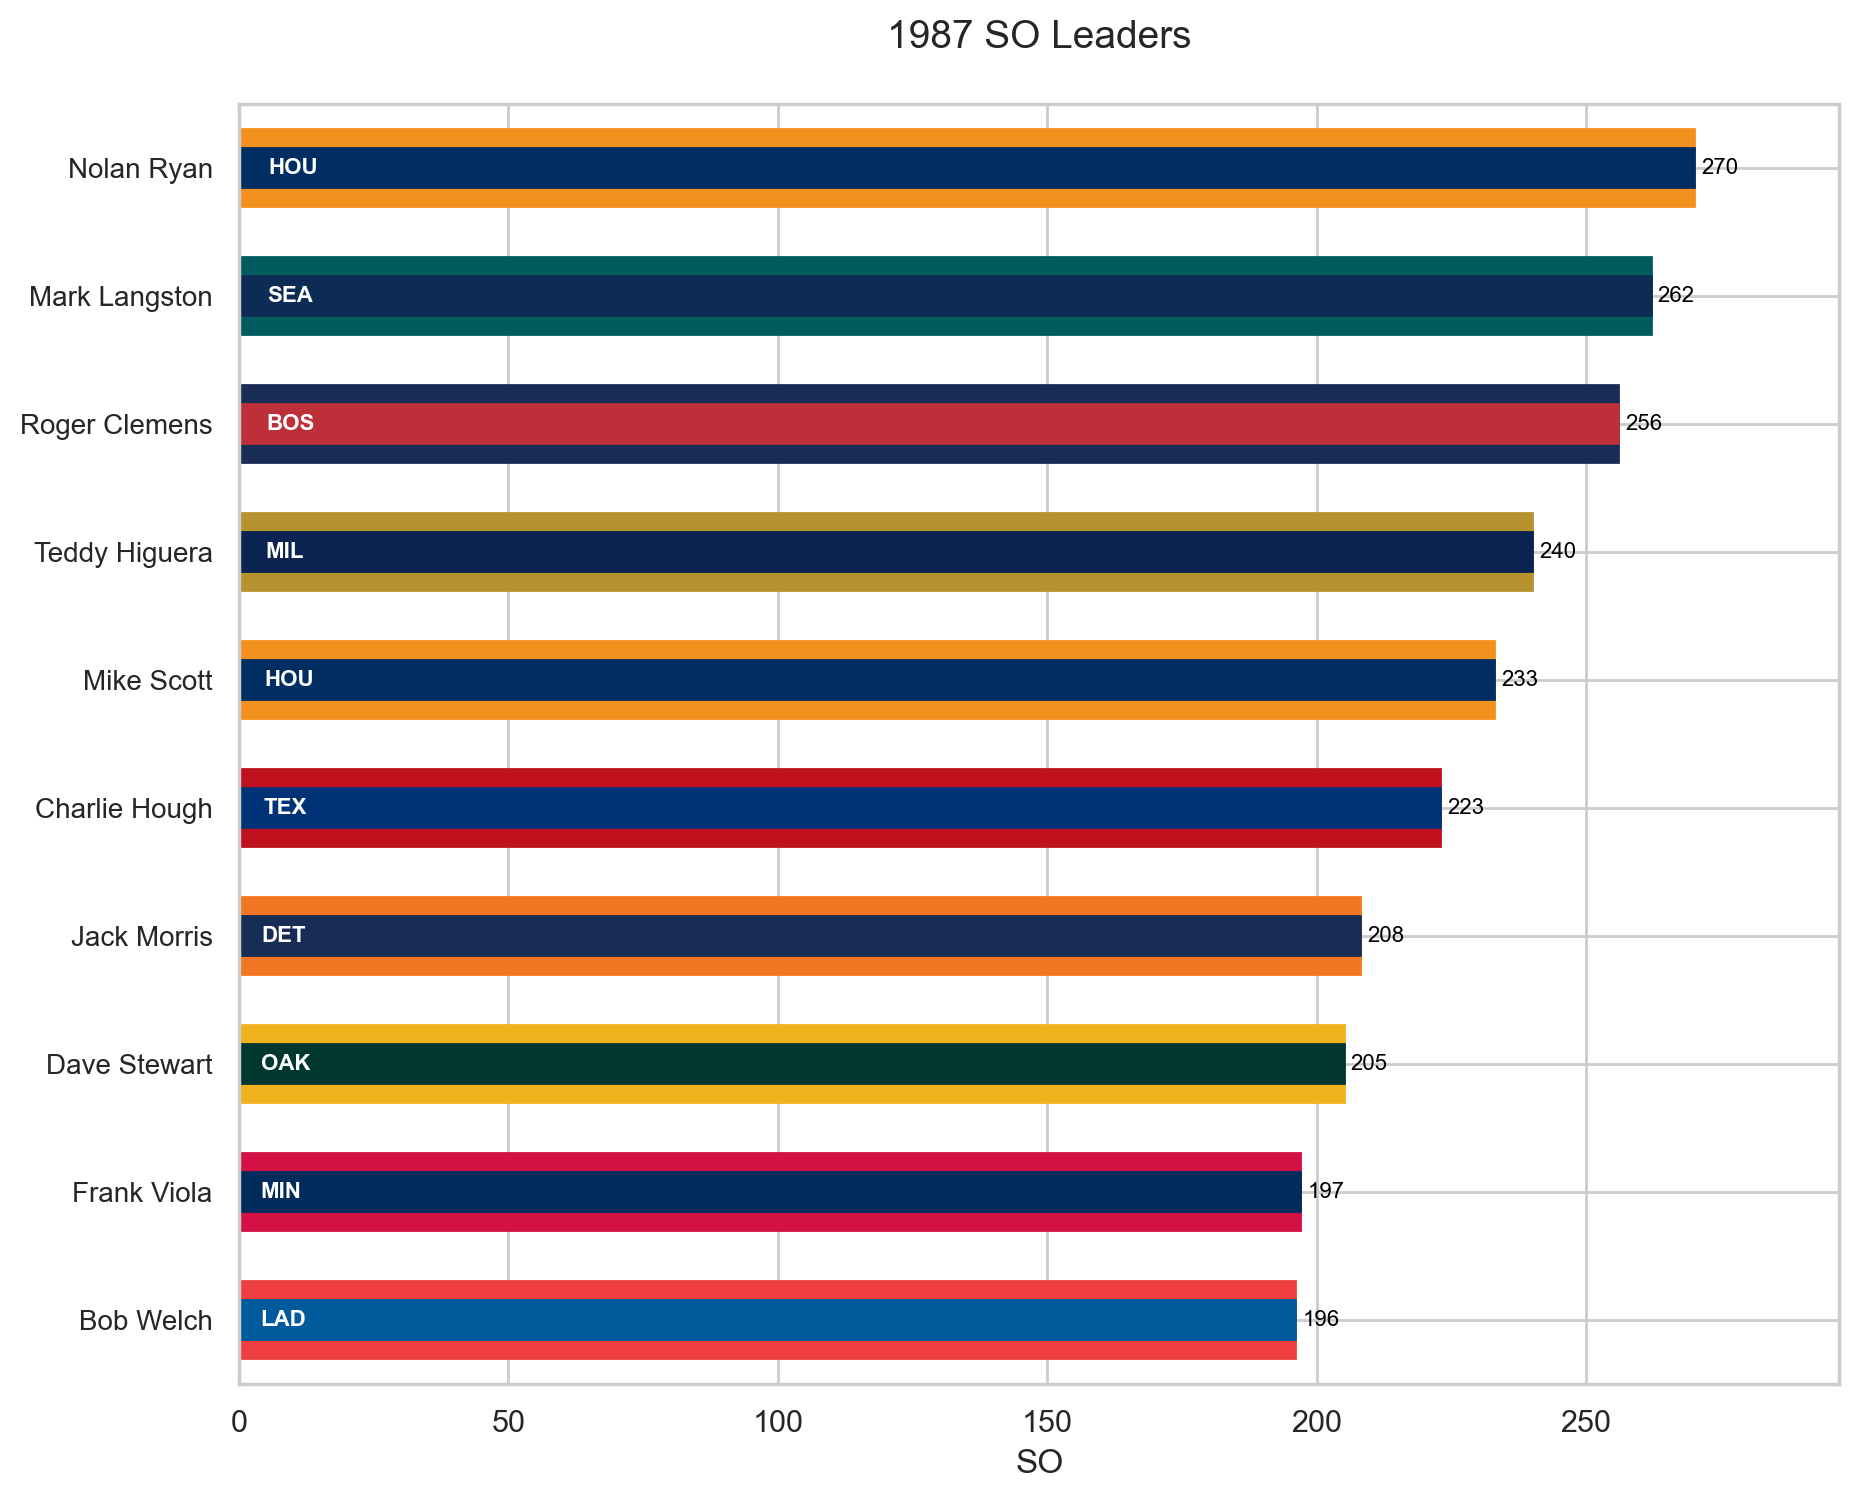 1987 SO Leaders
Nolan Ryan HOU 270
Mark Langston SEA 262
Roger Clemens BOS 256
Teddy Higuera MIL 240
Mike Scott HOU 233
Charlie Hough TEX 223
Jack Morris DET 208
Dave Stewart OAK 205
Frank Viola MIN 197
Bob Welch LAD 196
0 50 100 150 200 250
SO